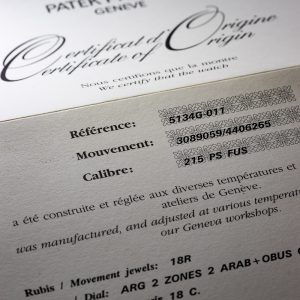 PATEK P
GENÈVE
Certificat d'Origine
Certificate of Origin
Nous certifions que la montre
We certify that the watch
Référence: 5134G-011
Mouvement: 3089059/4406265
Calibre: 215 PS FUS
a été construite et réglée aux diverses températures et
ateliers de Genève.
was manufactured, and adjusted at various temperatur
our Geneva workshops.
Rubis / Movement jewels: 18R
/ Dial: ARG 2 ZONES 2 ARAB+OBUS
18 C.